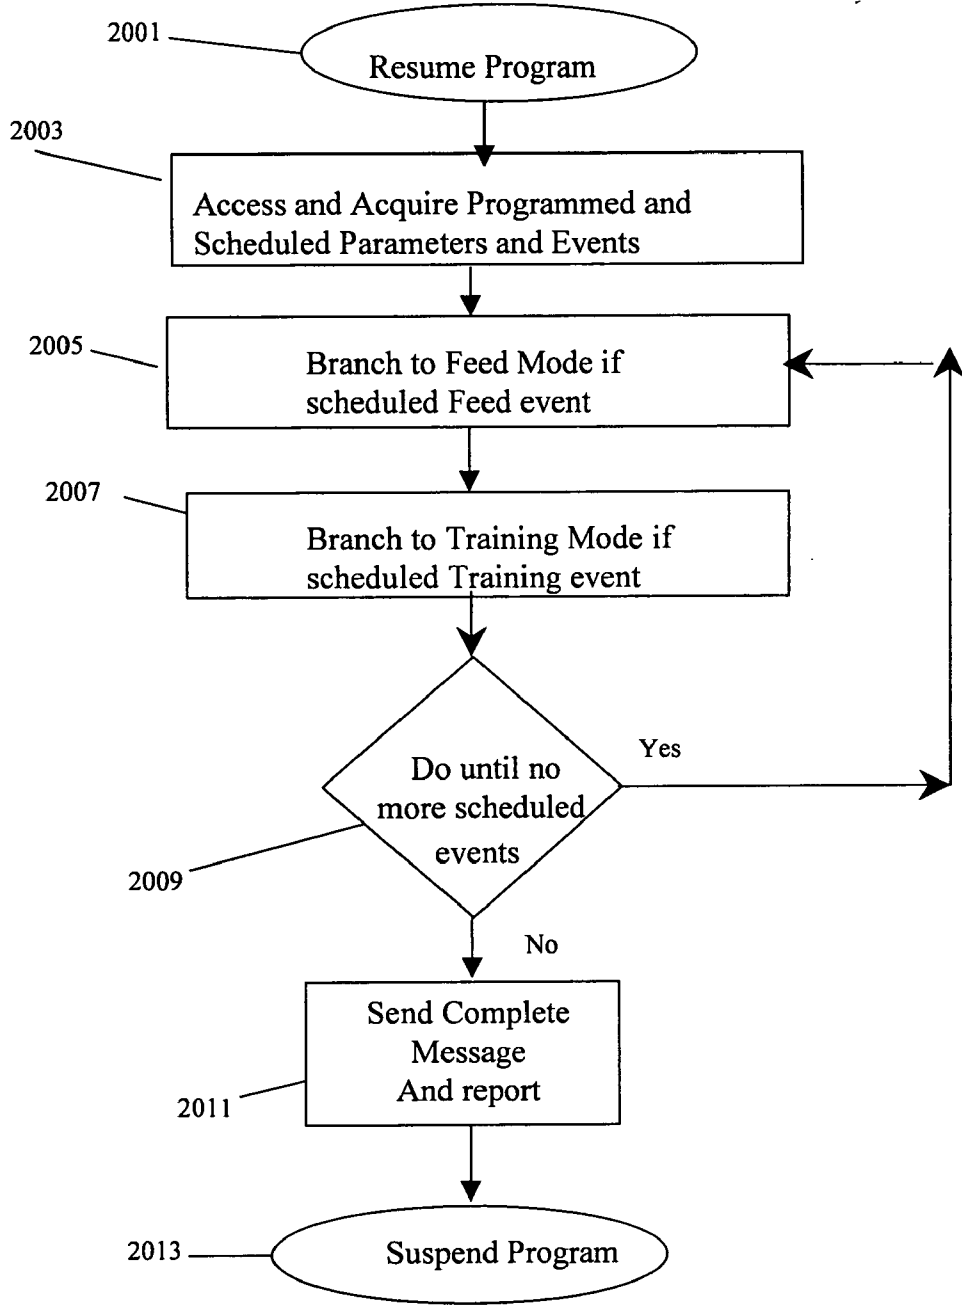 2001
Resume Program
2003
Access and Acquire Programmed and
Scheduled Parameters and Events
2005
Branch to Feed Mode if
scheduled Feed event
2007
Branch to Training Mode if
scheduled Training event
Yes
Do until no
more scheduled
events
2009
No
Send Complete
Message
And report
2011
2013
Suspend Program